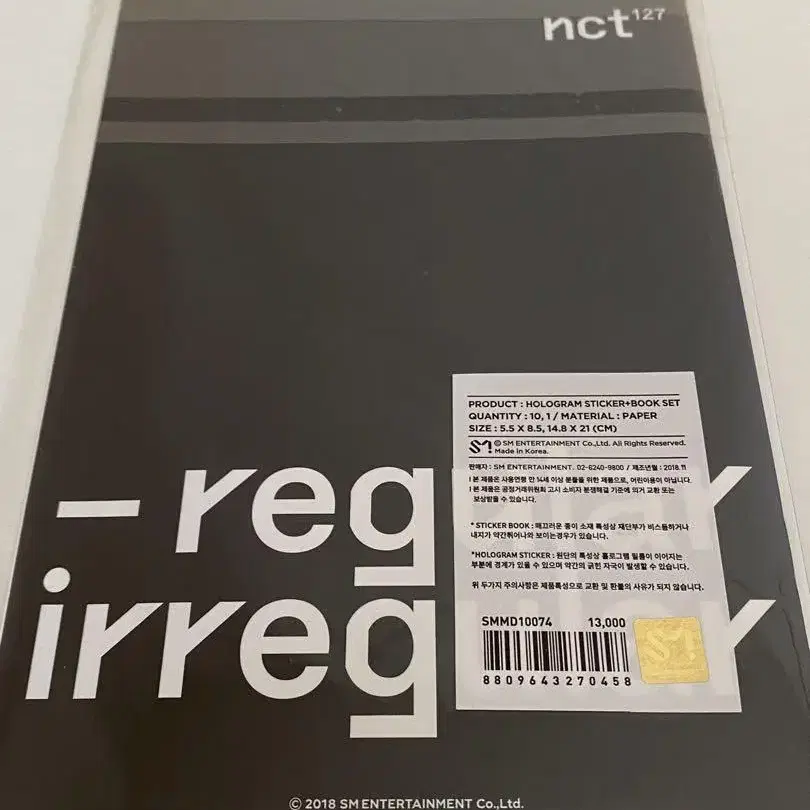 nct 127
PRODUCT : HOLOGRAM STICKER+BOOK SET
QUANTITY : 10, 1 / MATERIAL : PAPER
SIZE : 5.5 X 8.5, 14.8 X 21 (CM)
SM! © SM ENTERTAINMENT Co.,Ltd. All Rights Reserved.
Made in Korea.
판매자 : SM ENTERTAINMENT. 02-6240-9800 / 제조년월 : 2018.11
! 본 제품은 사용연령 만 14세 이상 분들을 위한 제품으로, 어린이용이 아닙니다.
! 본 제품은 공정거래위원회 고시 소비자 분쟁해결 기준에 의거 교환 또는
보상받을 수 있습니다.
* STICKER BOOK : 매끄러운 종이 소재 특성상 재단부가 비스듬하거나
내지가 약간튀어나와 보이는경우가 있습니다.
*HOLOGRAM STICKER : 원단의 특성상 홀로그램 필름이 이어지는
부분에 경계가 있을 수 있으며 약간의 긁힌 자국이 발생할 수 있습니다.
위 두가지 주의사항은 제품특성으로 교환 및 환불의 사유가 되지 않습니다.
SMMD10074 13,000
8809643270458
SM!
– regular
irregular
© 2018 SM ENTERTAINMENT Co.,Ltd.